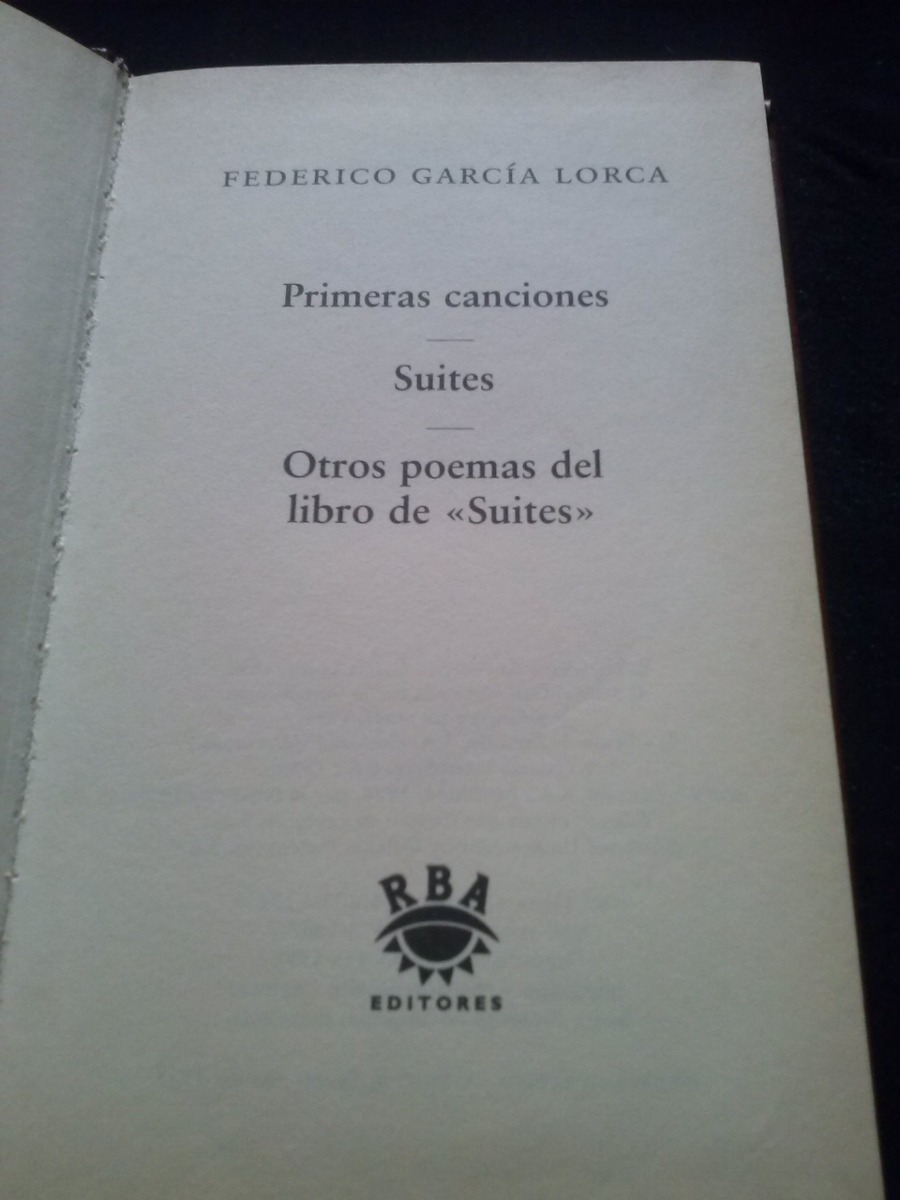 FEDERICO GARCÍA LORCA
Primeras canciones
Suites
Otros poemas del
libro de «Suites»
RBA
EDITORES